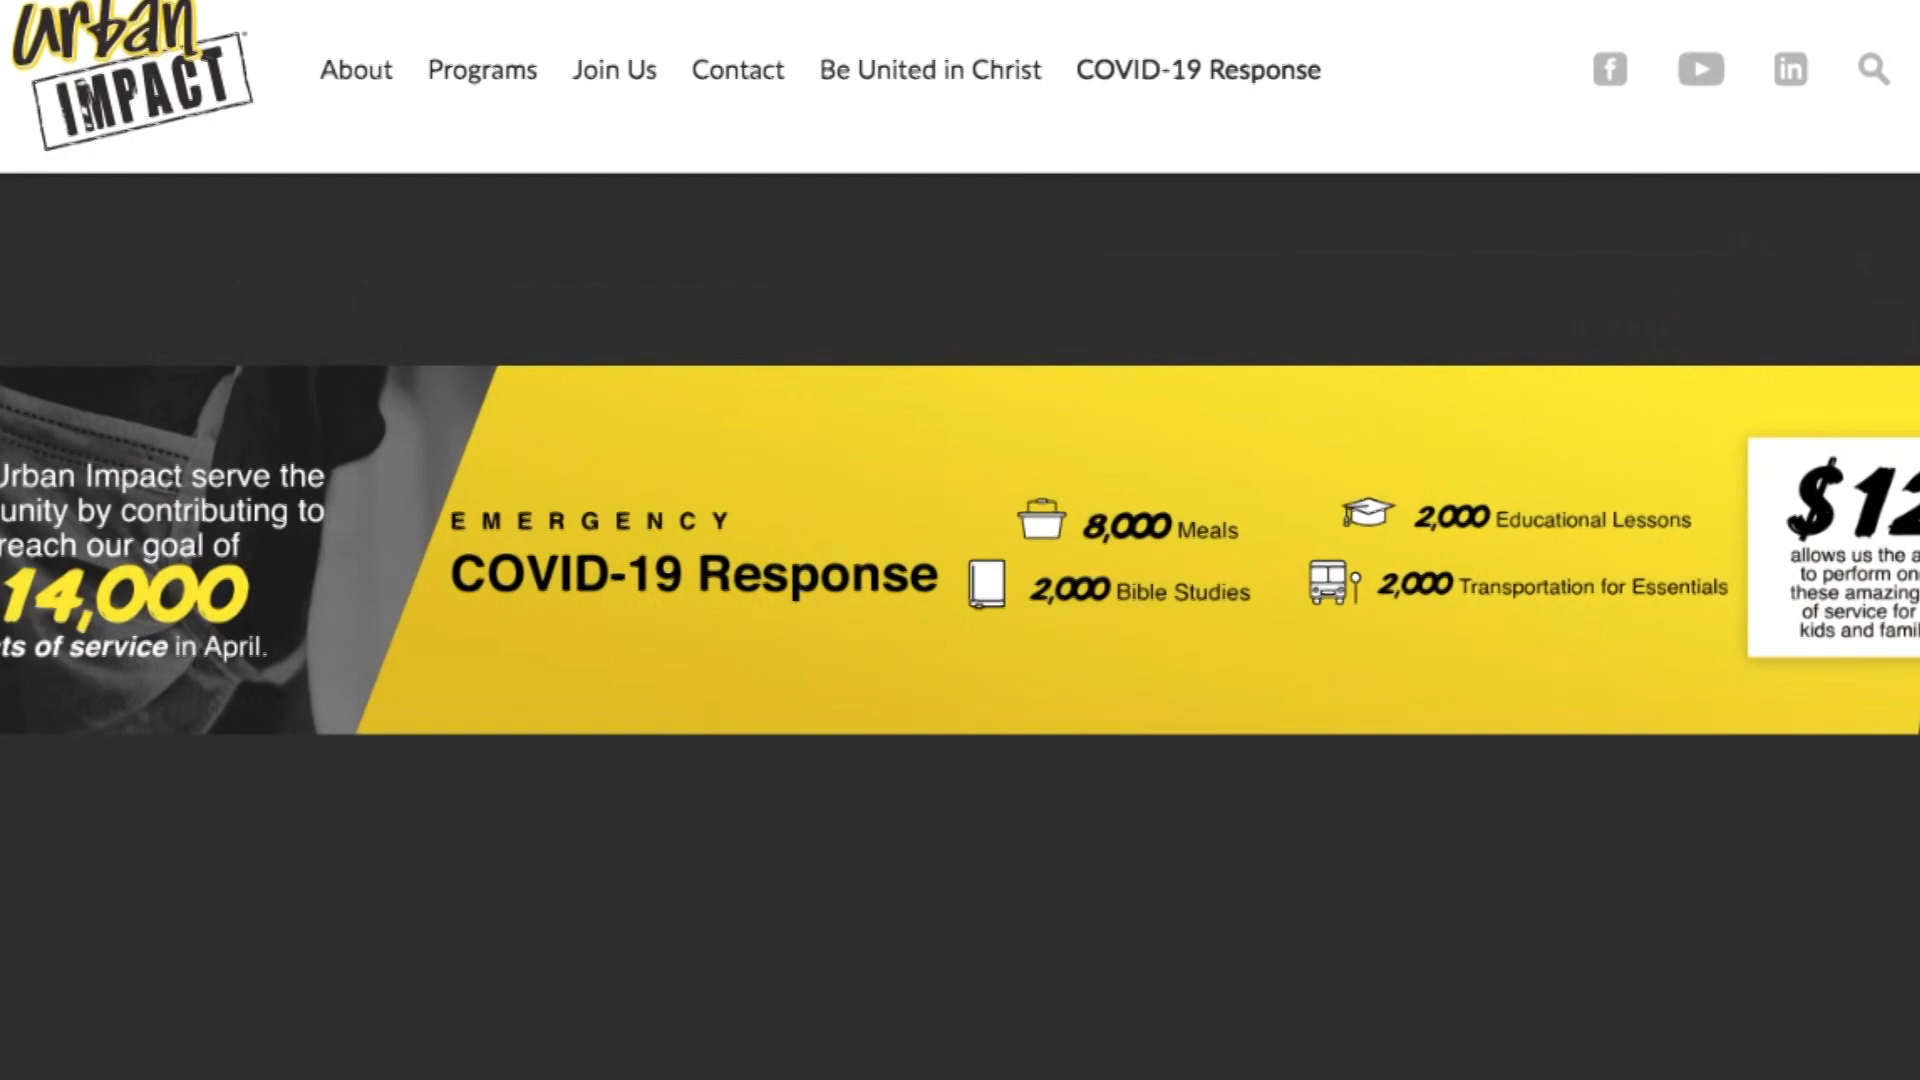 Urban
IMPACT
About Programs Join Us Contact Be United in Christ COVID-19 Response
Urban Impact serve the
unity by contributing to
reach our goal of
14,000
ts of service in April.
EMERGENCY
COVID-19 Response
8,000 Meals
2,000 Bible Studies
2,000 Educational Lessons
2,000 Transportation for Essentials
$12
allows us the a
to perform on
these amazing
of service for
kids and famil